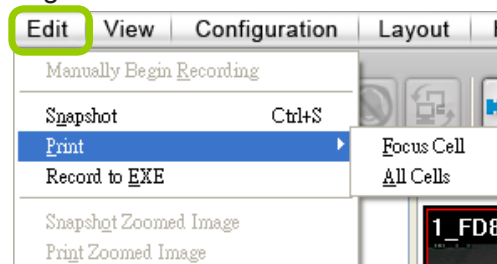 Edit View Configuration Layout
Manually Begin Recording
Snapshot Ctrl+S
Print
Focus Cell
Record to EXE
All Cells
Snapshot Zoomed Image
1_FD8
Print Zoomed Image